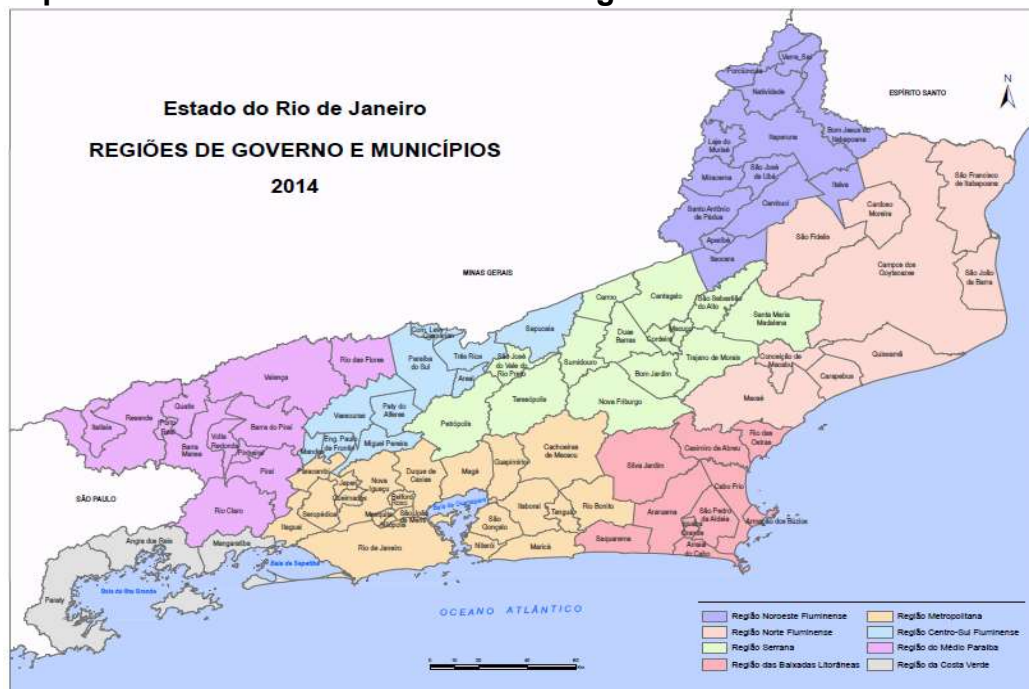 Estado do Rio de Janeiro
REGIÕES DE GOVERNO E MUNICÍPIOS
2014
ESPÍRITO SANTO
N
MINAS GERAIS
SÃO PAULO
Porciúncula
Varre_Sai
Natividade
Itaperuna
Bom Jesus do
Itabapoana
Laje do
Muriaé
Miracema
São José
de Ubá
Italva
Santo Antônio
de Pádua
Cambuci
Aperibé
Itaocara
São Francisco
de Itabapoana
Cardoso
Moreira
São Fidélis
Campos dos
Goytacazes
São João
da Barra
Quissamã
Conceição de
Macabu
Carapebus
Macaé
Carmo
Cantagalo
São Sebastião
do Alto
Santa Maria
Madalena
Duas
Barras
Macuco
Cordeiro
Sumidouro
Trajano de Morais
Bom Jardim
Nova Friburgo
São José
do Vale do
Rio Preto
Teresópolis
Petrópolis
Sapucaia
Paraíba
do Sul
Três Rios
Areal
Paty do
Alferes
Vassouras
Miguel Pereira
Eng. Paulo
de Frontin
Mendes
Rio das Flores
Valença
Resende
Itatiaia
Quatis
Porto
Real
Barra
Mansa
Volta
Redonda
Barra do Piraí
Pinheiral
Piraí
Rio Claro
Paracambi
Japeri
Queimados
Seropédica
Nova
Iguaçu
Duque de
Caxias
Belford
Roxo
Mesquita
São João
de Meriti
Nilópolis
Magé
Guapimirim
Cachoeiras
de Macacu
Itaguaí
Rio de Janeiro
Baía de Guanabara
São
Gonçalo
Niterói
Itaboraí
Tanguá
Rio Bonito
Maricá
Silva Jardim
Casimiro de Abreu
Rio das
Ostras
Cabo Frio
Araruama
São Pedro
da Aldeia
Iguaba
Grande
Armação dos Búzios
Saquarema
Arraial
do Cabo
Angra dos Reis
Mangaratiba
Paraty
Baía da Ilha Grande
Baía de Sepetiba
OCEANO ATLÂNTICO
Região Noroeste Fluminense
Região Norte Fluminense
Região Serrana
Região das Baixadas Litorâneas
Região Metropolitana
Região Centro-Sul Fluminense
Região do Médio Paraíba
Região da Costa Verde